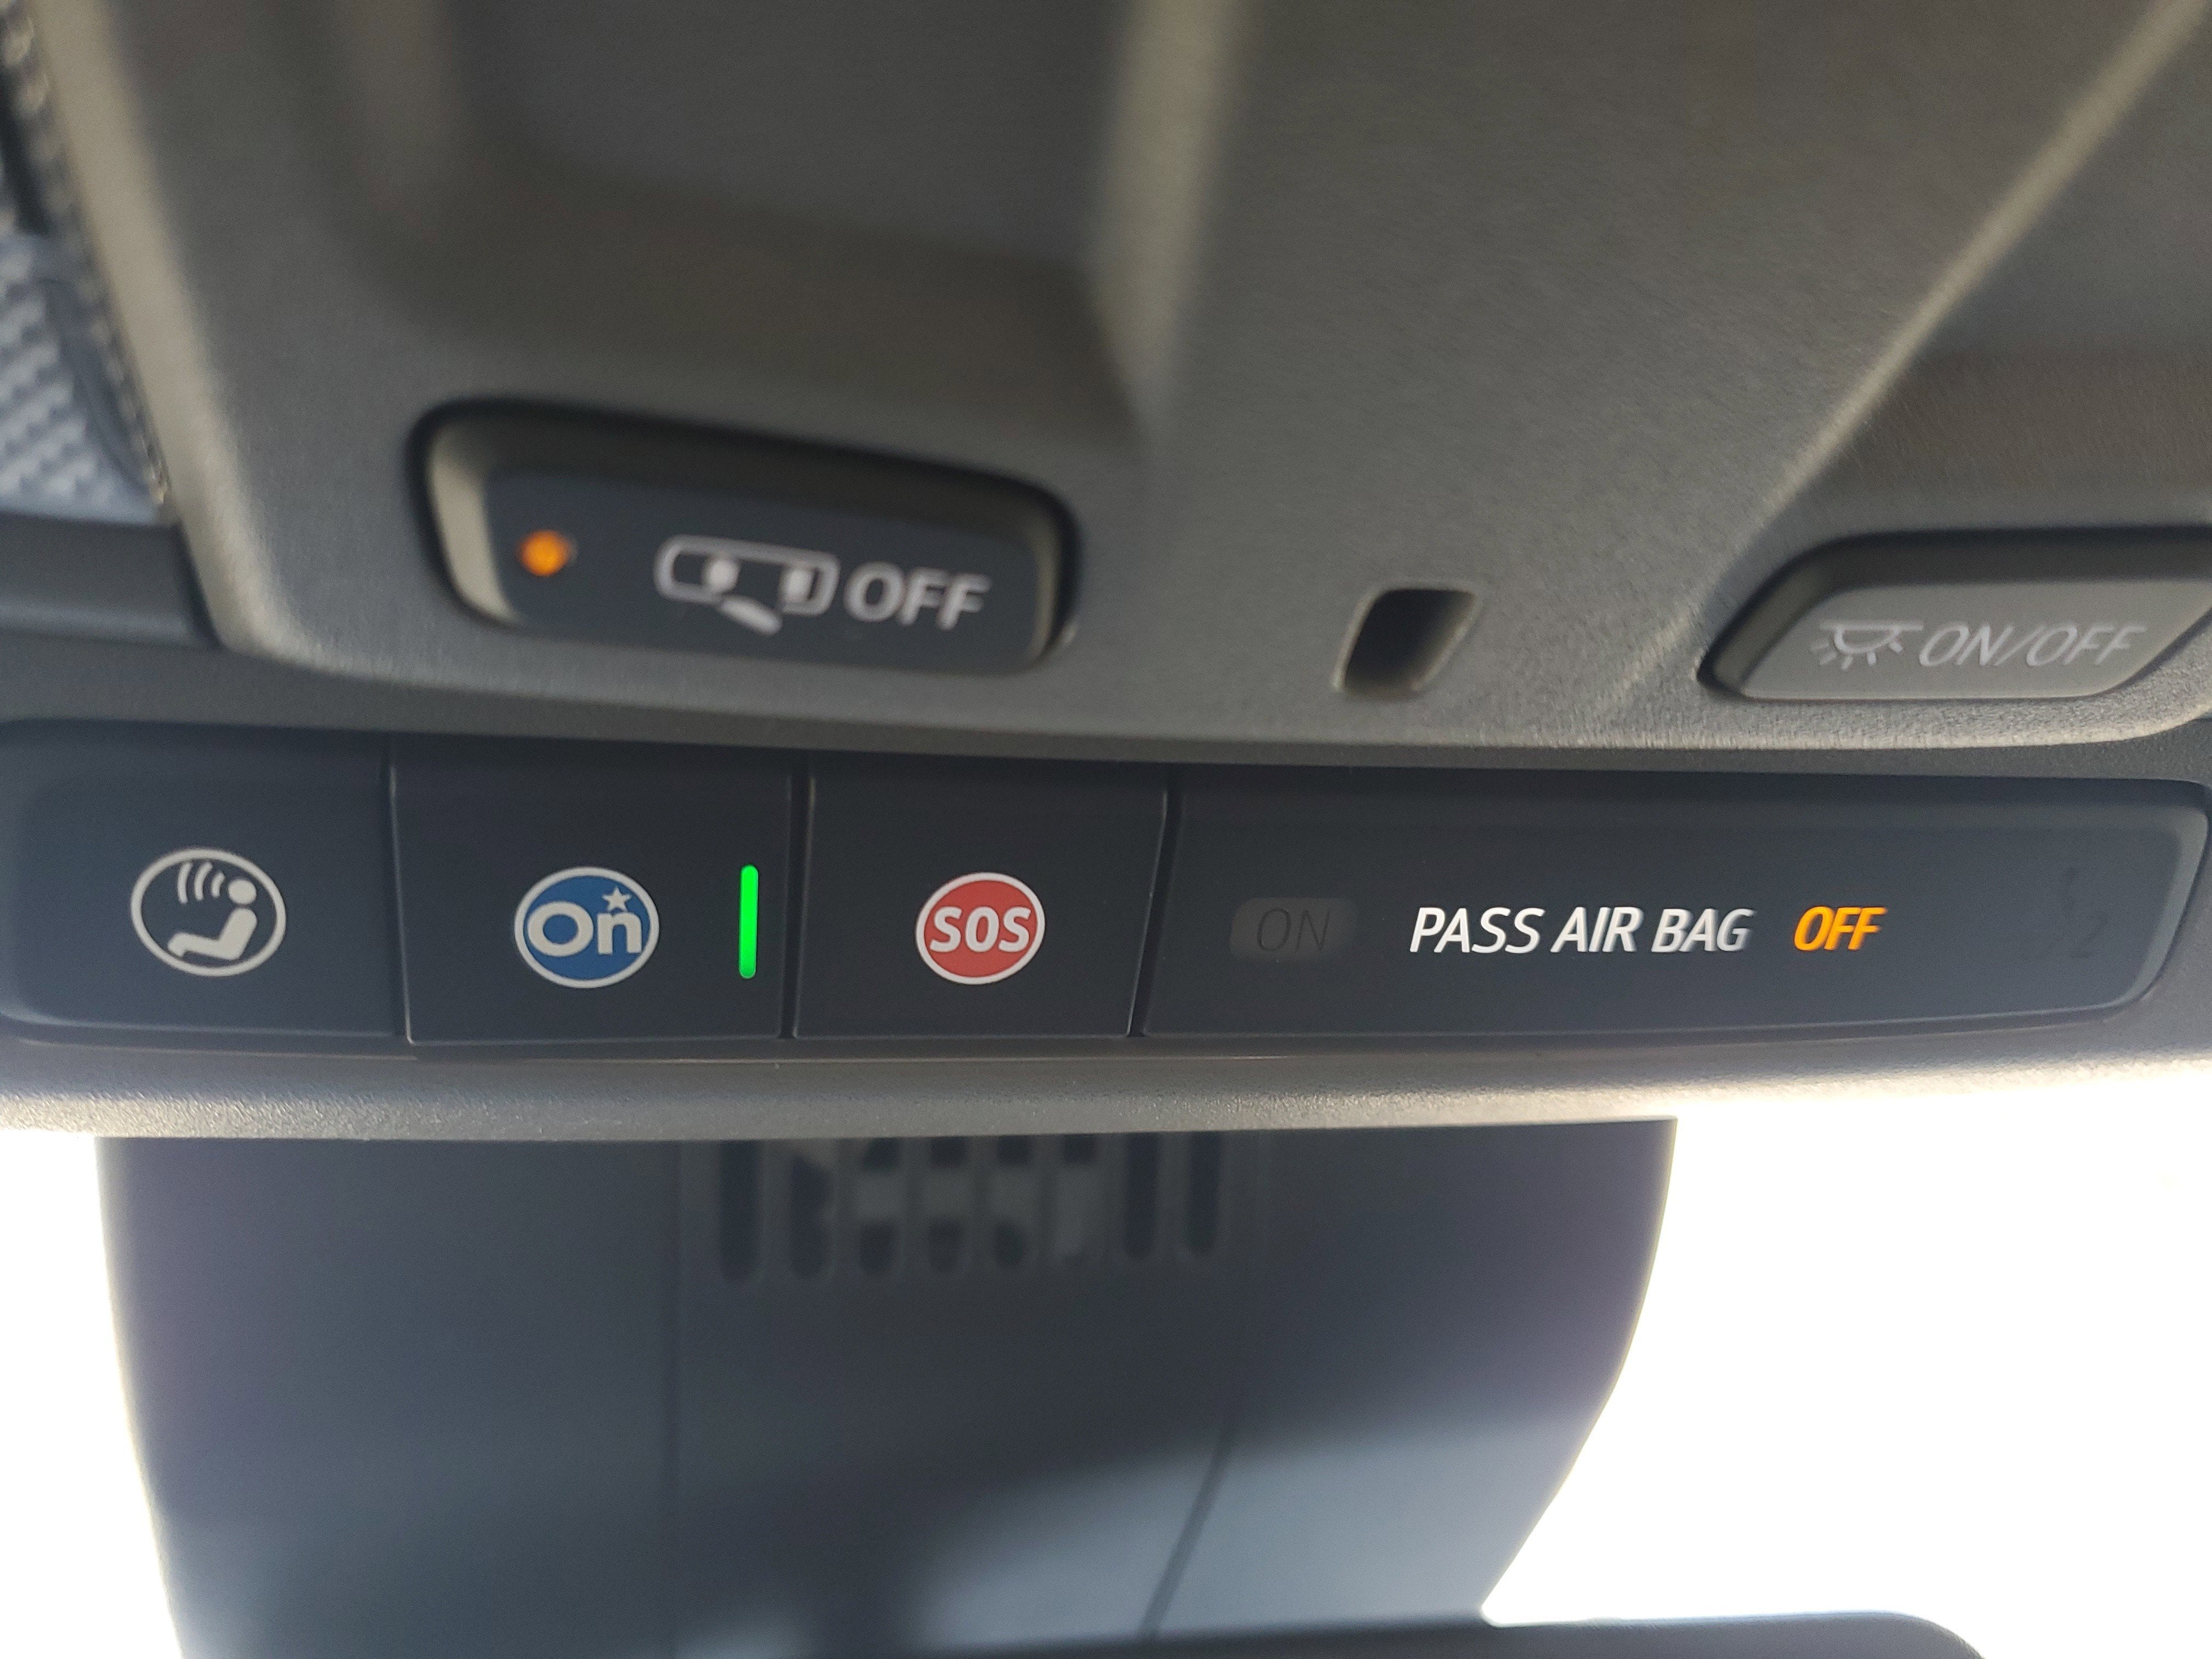 OFF
ON/OFF
On
SOS
ON PASS AIR BAG OFF